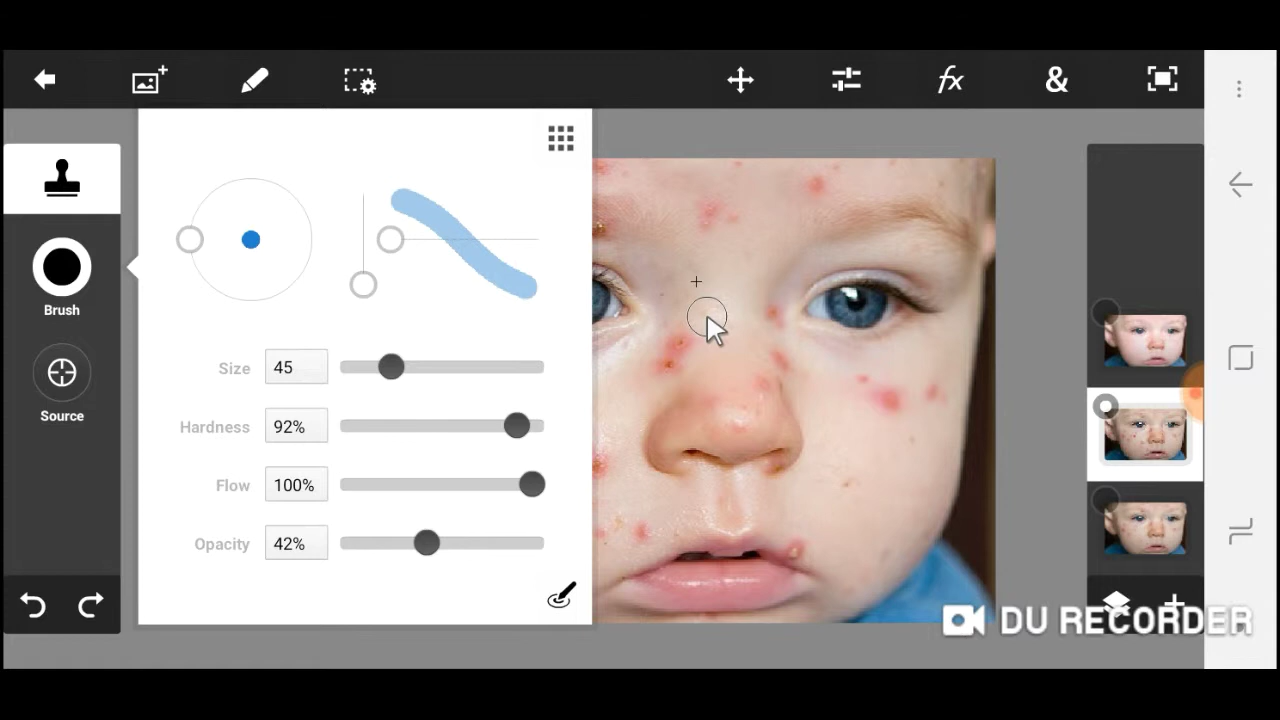 fx
&
Brush
Size 45
Hardness 92%
Source
Flow 100%
Opacity 42%
DU RECORDER